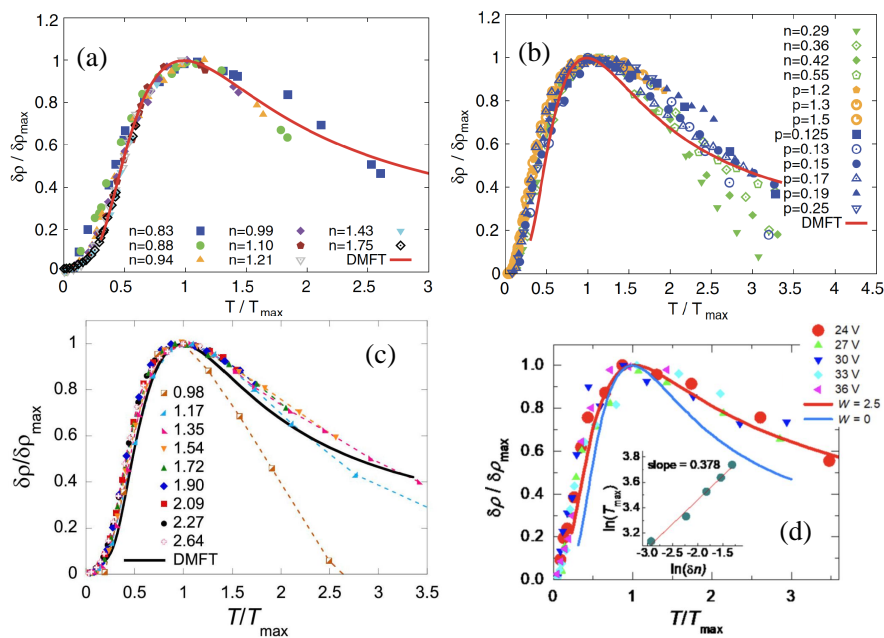 (a)
δρ / δρmax
1.2
1
0.8
0.6
0.4
0.2
0
n=0.83 n=0.99 n=1.43
n=0.88 n=1.10 n=1.75
n=0.94 n=1.21 DMFT
0 0.5 1 1.5 2 2.5 3
T / Tmax
(b)
δρ / δρmax
1.2
1
0.8
0.6
0.4
0.2
0
n=0.29
n=0.36
n=0.42
n=0.55
p=1.2
p=1.3
p=1.5
p=0.125
p=0.13
p=0.15
p=0.17
p=0.19
p=0.25
DMFT
0 0.5 1 1.5 2 2.5 3 3.5 4 4.5
T / Tmax
(c)
δρ/δρmax
1
0.8
0.6
0.4
0.2
0
0.98
1.17
1.35
1.54
1.72
1.90
2.09
2.27
2.64
DMFT
0 0.5 1 1.5 2 2.5 3 3.5
T/Tmax
24 V
27 V
30 V
33 V
36 V
W = 2.5
W = 0
δρ / δρmax
1.0
0.8
0.6
0.4
0.2
0.0
slope = 0.378
ln(Tmax)
3.8
3.6
3.4
3.2
-2.9 -2.0 -1.5
ln(δn)
(d)
0 1 2 3
T/Tmax